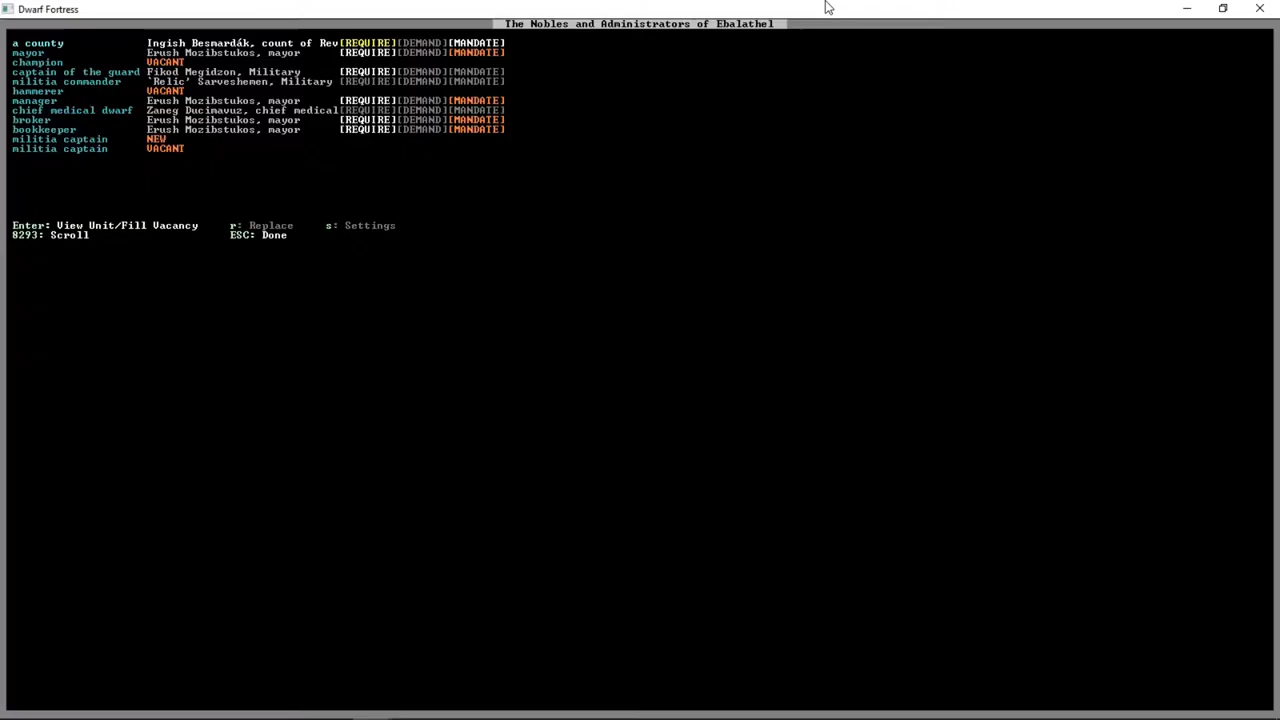 Dwarf Fortress
The Nobles and Administrators of Ebalathel
a county Ingish Besmardák, count of Rev[REQUIRE][DEMAND][MANDATE]
mayor Erush Mozibstukos, mayor [REQUIRE][DEMAND][MANDATE]
champion VACANT
captain of the guard Fikod Megidzon, Military [REQUIRE][DEMAND][MANDATE]
militia commander `Relic' Sarveshemen, Military [REQUIRE][DEMAND][MANDATE]
hammerer VACANT
manager Erush Mozibstukos, mayor [REQUIRE][DEMAND][MANDATE]
chief medical dwarf Zaneg Ducimavuz, chief medical[REQUIRE][DEMAND][MANDATE]
broker Erush Mozibstukos, mayor [REQUIRE][DEMAND][MANDATE]
bookkeeper Erush Mozibstukos, mayor [REQUIRE][DEMAND][MANDATE]
militia captain NEW
militia captain VACANT
Enter: View Unit/Fill Vacancy r: Replace s: Settings
8293: Scroll ESC: Done